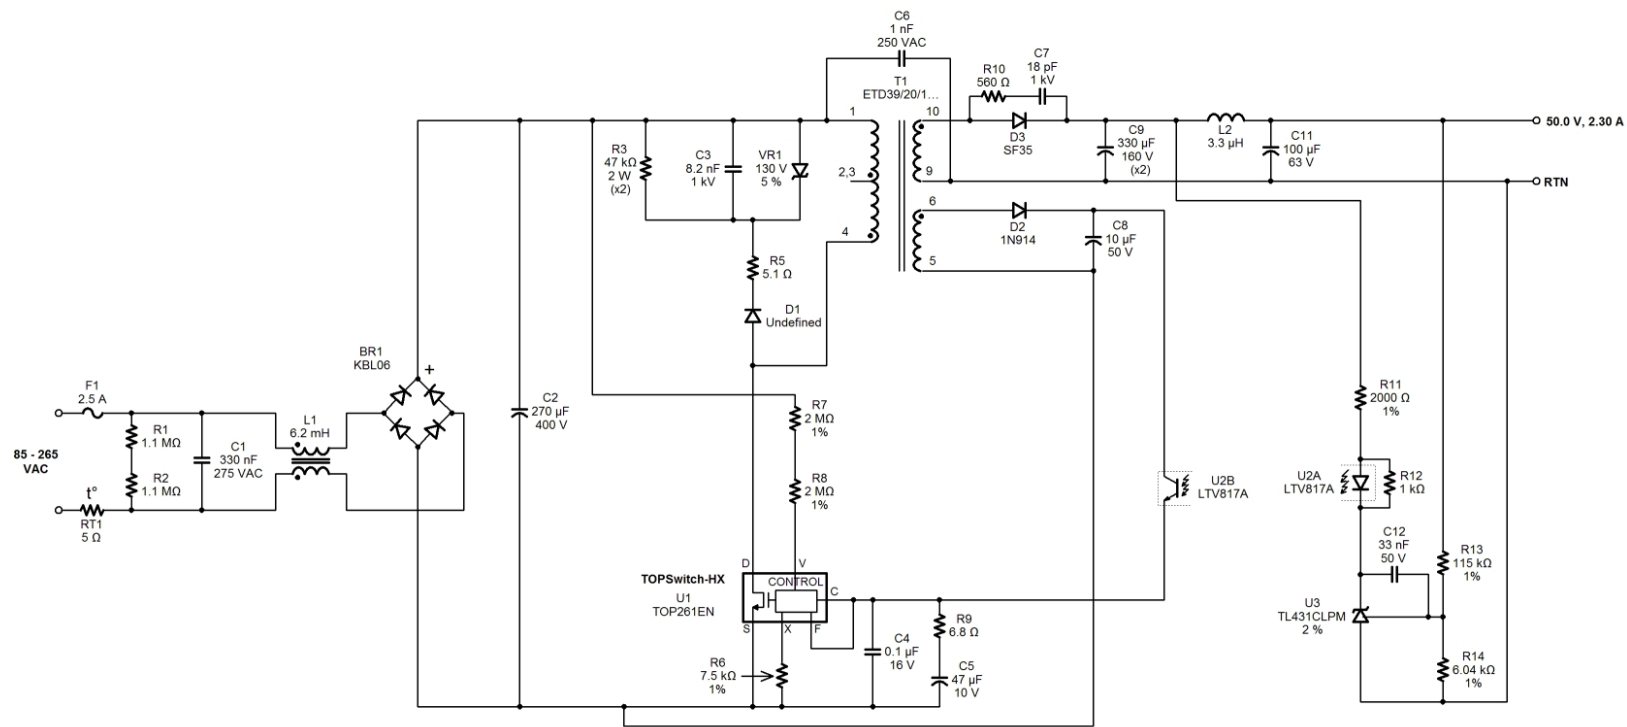 C6
1 nF
250 VAC
T1
ETD39/20/1...
R10
560 Ω
C7
18 pF
1 kV
1
2,3
4
10
9
6
5
D3
SF35
C9
330 µF
160 V
(x2)
L2
3.3 µH
C11
100 µF
63 V
50.0 V, 2.30 A
RTN
R3
47 kΩ
2 W
(x2)
C3
8.2 nF
1 kV
VR1
130 V
5 %
D2
1N914
C8
10 µF
50 V
R5
5.1 Ω
D1
Undefined
BR1
KBL06
+
F1
2.5 A
85 - 265
VAC
R1
1.1 MΩ
R2
1.1 MΩ
C1
330 nF
275 VAC
L1
6.2 mH
t°
RT1
5 Ω
C2
270 µF
400 V
R7
2 MΩ
1%
R8
2 MΩ
1%
U2B
LTV817A
R11
2000 Ω
1%
U2A
LTV817A
R12
1 kΩ
C12
33 nF
50 V
R13
115 kΩ
1%
U3
TL431CLPM
2 %
R14
6.04 kΩ
1%
TOPSwitch-HX
U1
TOP261EN
D
V
CONTROL
C
S
X
F
R6
7.5 kΩ
1%
C4
0.1 µF
16 V
R9
6.8 Ω
C5
47 µF
10 V